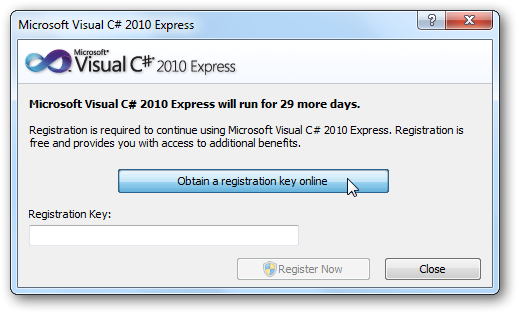 Microsoft Visual C# 2010 Express
Microsoft®
Visual C#® 2010 Express
Microsoft Visual C# 2010 Express will run for 29 more days.
Registration is required to continue using Microsoft Visual C# 2010 Express. Registration is
free and provides you with access to additional benefits.
Obtain a registration key online
Registration Key:
Register Now
Close